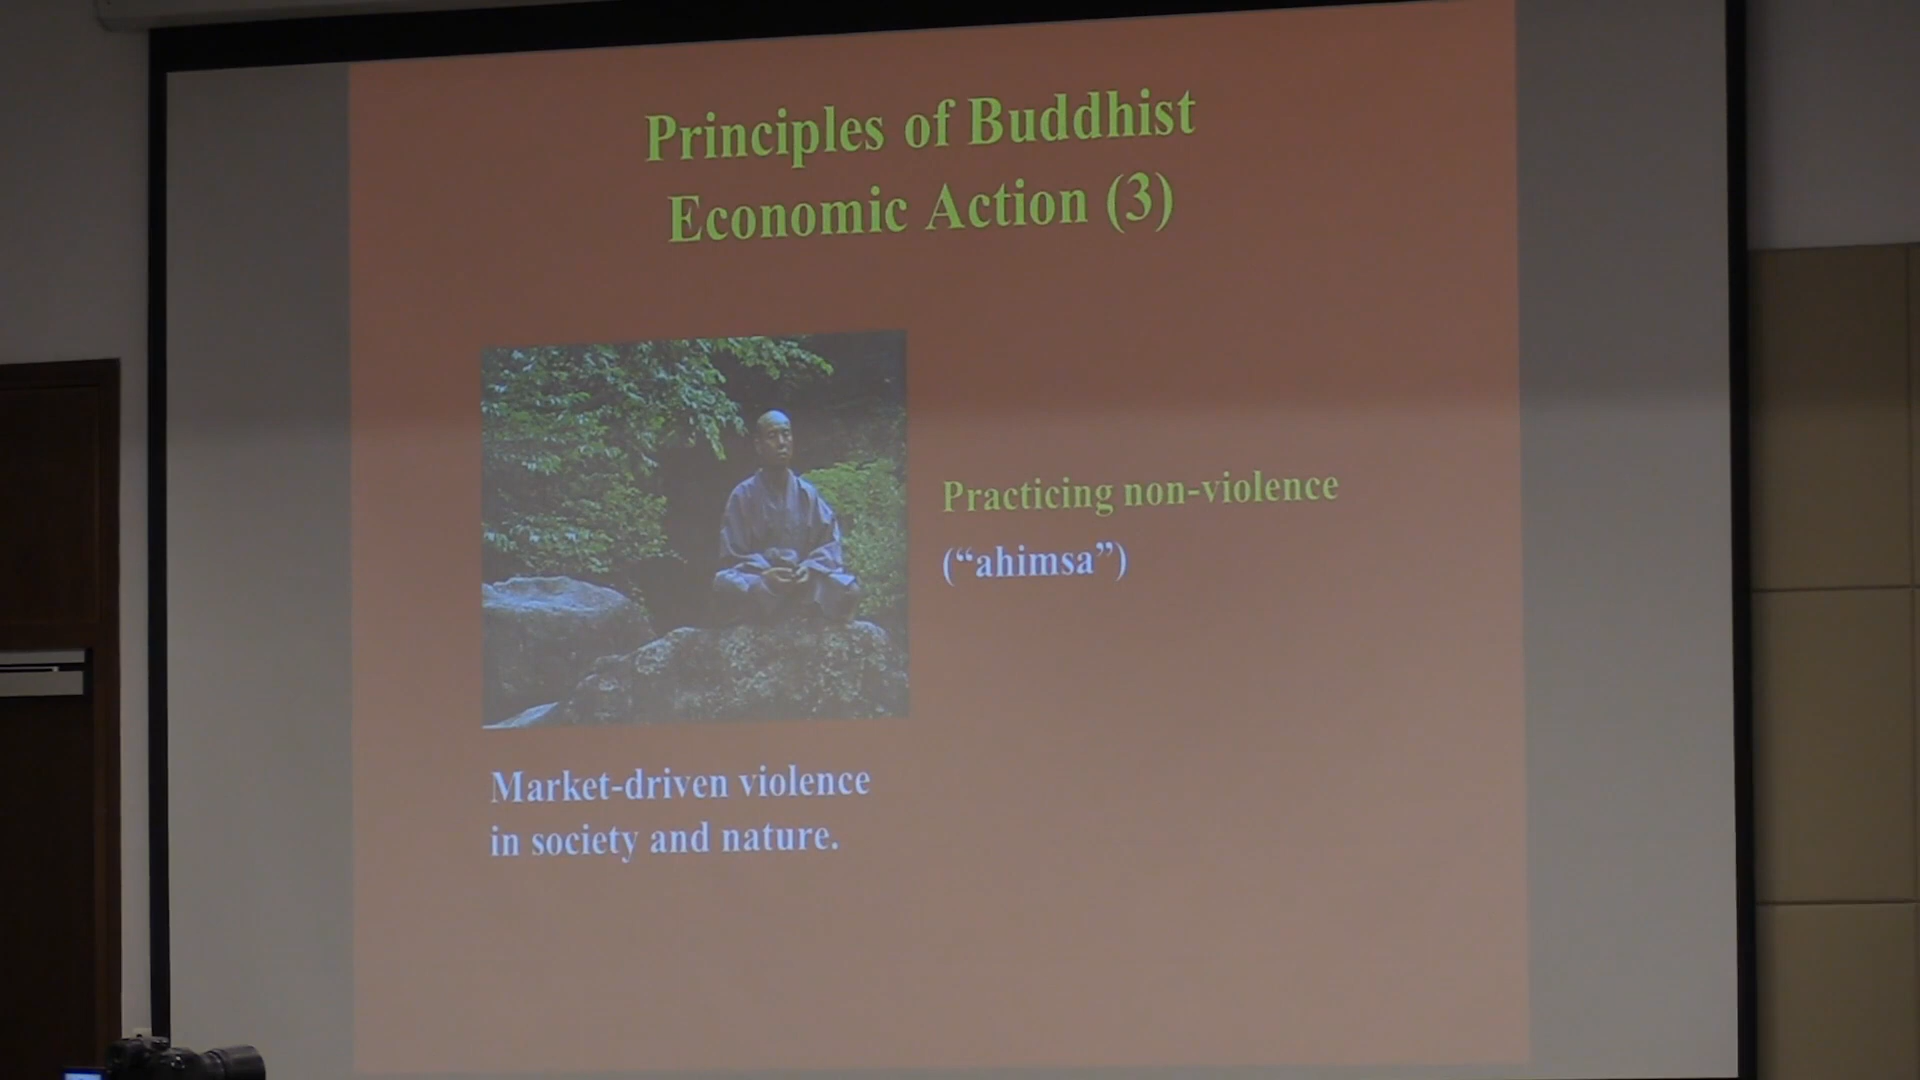 Principles of Buddhist
Economic Action (3)
Practicing non-violence
(“ahimsa”)
Market-driven violence
in society and nature.